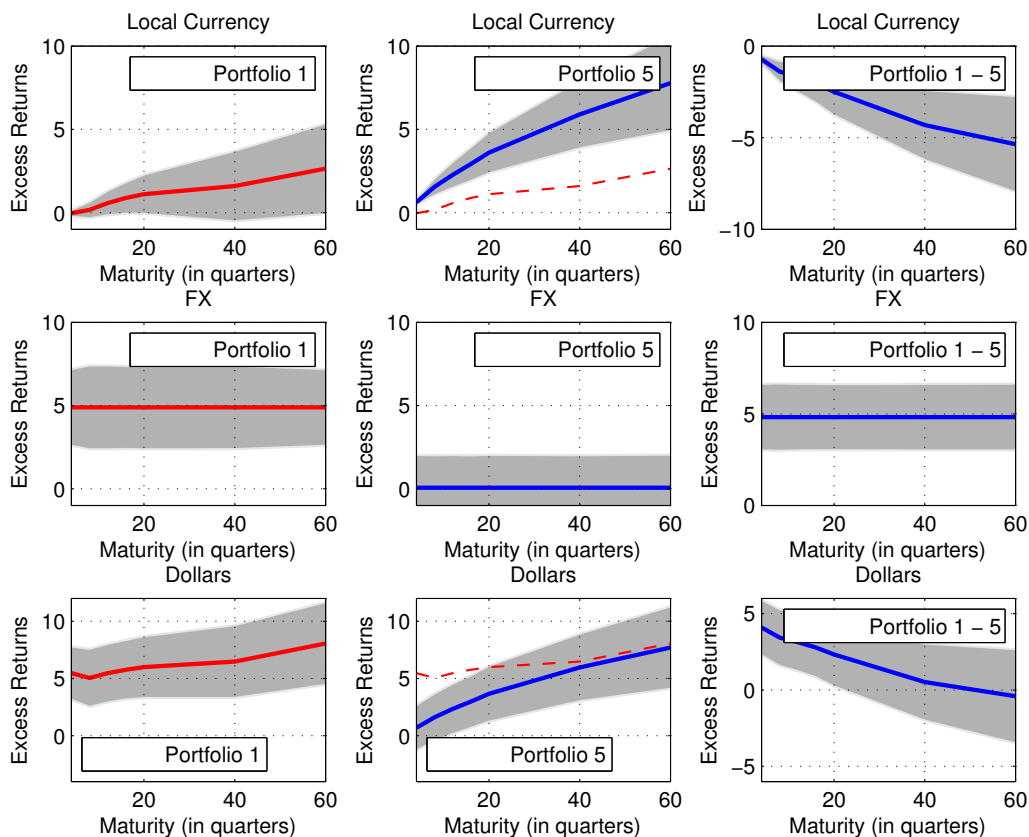 Local Currency
Local Currency
Local Currency
Excess Returns
10
5
0
Portfolio 1
20
40
60
Maturity (in quarters)
Excess Returns
10
5
0
Portfolio 5
20
40
60
Maturity (in quarters)
Excess Returns
0
−5
−10
Portfolio 1 − 5
20
40
60
Maturity (in quarters)
FX
FX
FX
Excess Returns
10
5
0
Portfolio 1
20
40
60
Maturity (in quarters)
Excess Returns
10
5
0
Portfolio 5
20
40
60
Maturity (in quarters)
Excess Returns
10
5
0
Portfolio 1 − 5
20
40
60
Maturity (in quarters)
Dollars
Dollars
Dollars
Excess Returns
10
5
0
Portfolio 1
20
40
60
Maturity (in quarters)
Excess Returns
10
5
0
Portfolio 5
20
40
60
Maturity (in quarters)
Excess Returns
5
0
−5
Portfolio 1 − 5
20
40
60
Maturity (in quarters)